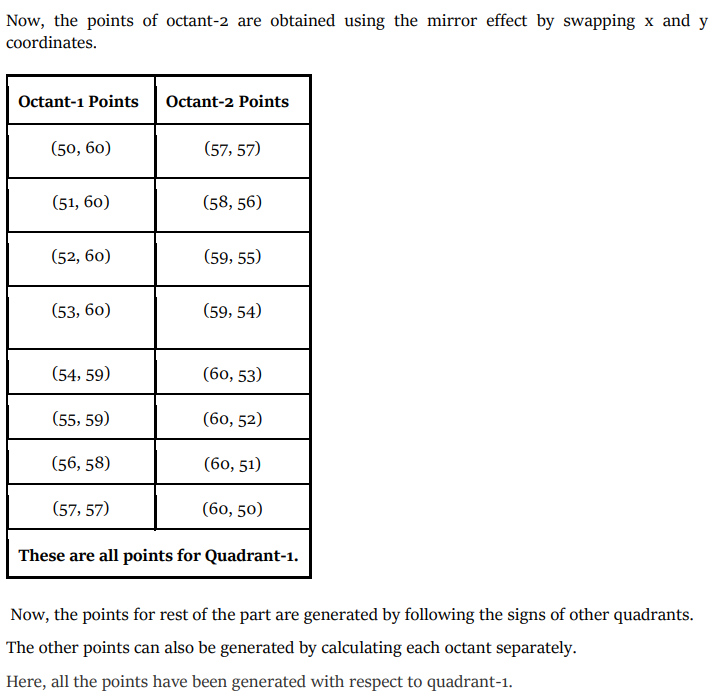 Now, the points of octant-2 are obtained using the mirror effect by swapping x and y
coordinates.
Octant-1 Points Octant-2 Points
(50, 60) (57, 57)
(51, 60) (58, 56)
(52, 60) (59, 55)
(53, 60) (59, 54)
(54, 59) (60, 53)
(55, 59) (60, 52)
(56, 58) (60, 51)
(57, 57) (60, 50)
These are all points for Quadrant-1.
Now, the points for rest of the part are generated by following the signs of other quadrants.
The other points can also be generated by calculating each octant separately.
Here, all the points have been generated with respect to quadrant-1.